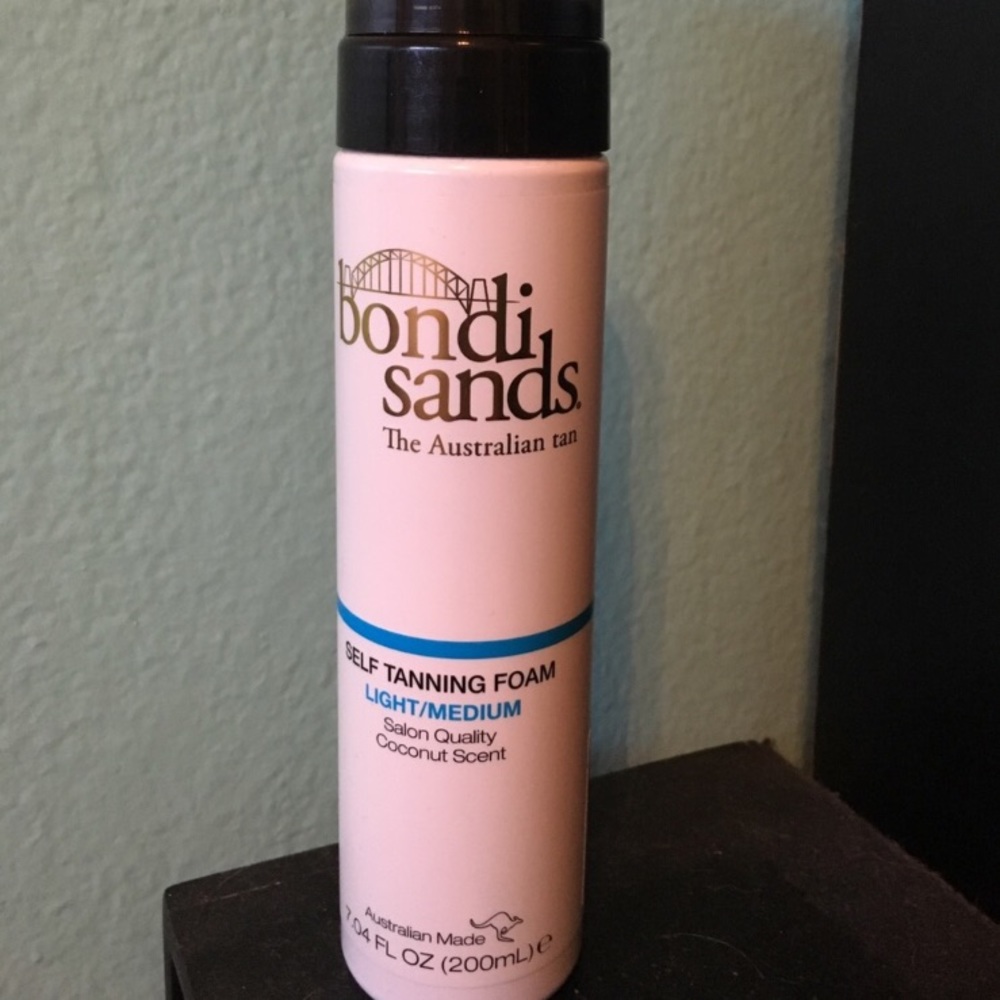 bondi
sands.
The Australian tan
SELF TANNING FOAM
LIGHT/MEDIUM
Salon Quality
Coconut Scent
Australian Made
7.04 FL OZ (200mL) e